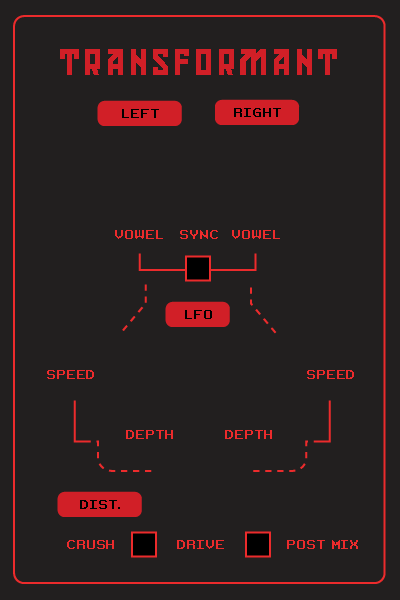 TRANSFORMANT
LEFT RIGHT
VOWEL SYNC VOWEL
LFO
SPEED SPEED
DEPTH DEPTH
DIST.
CRUSH DRIVE POST MIX